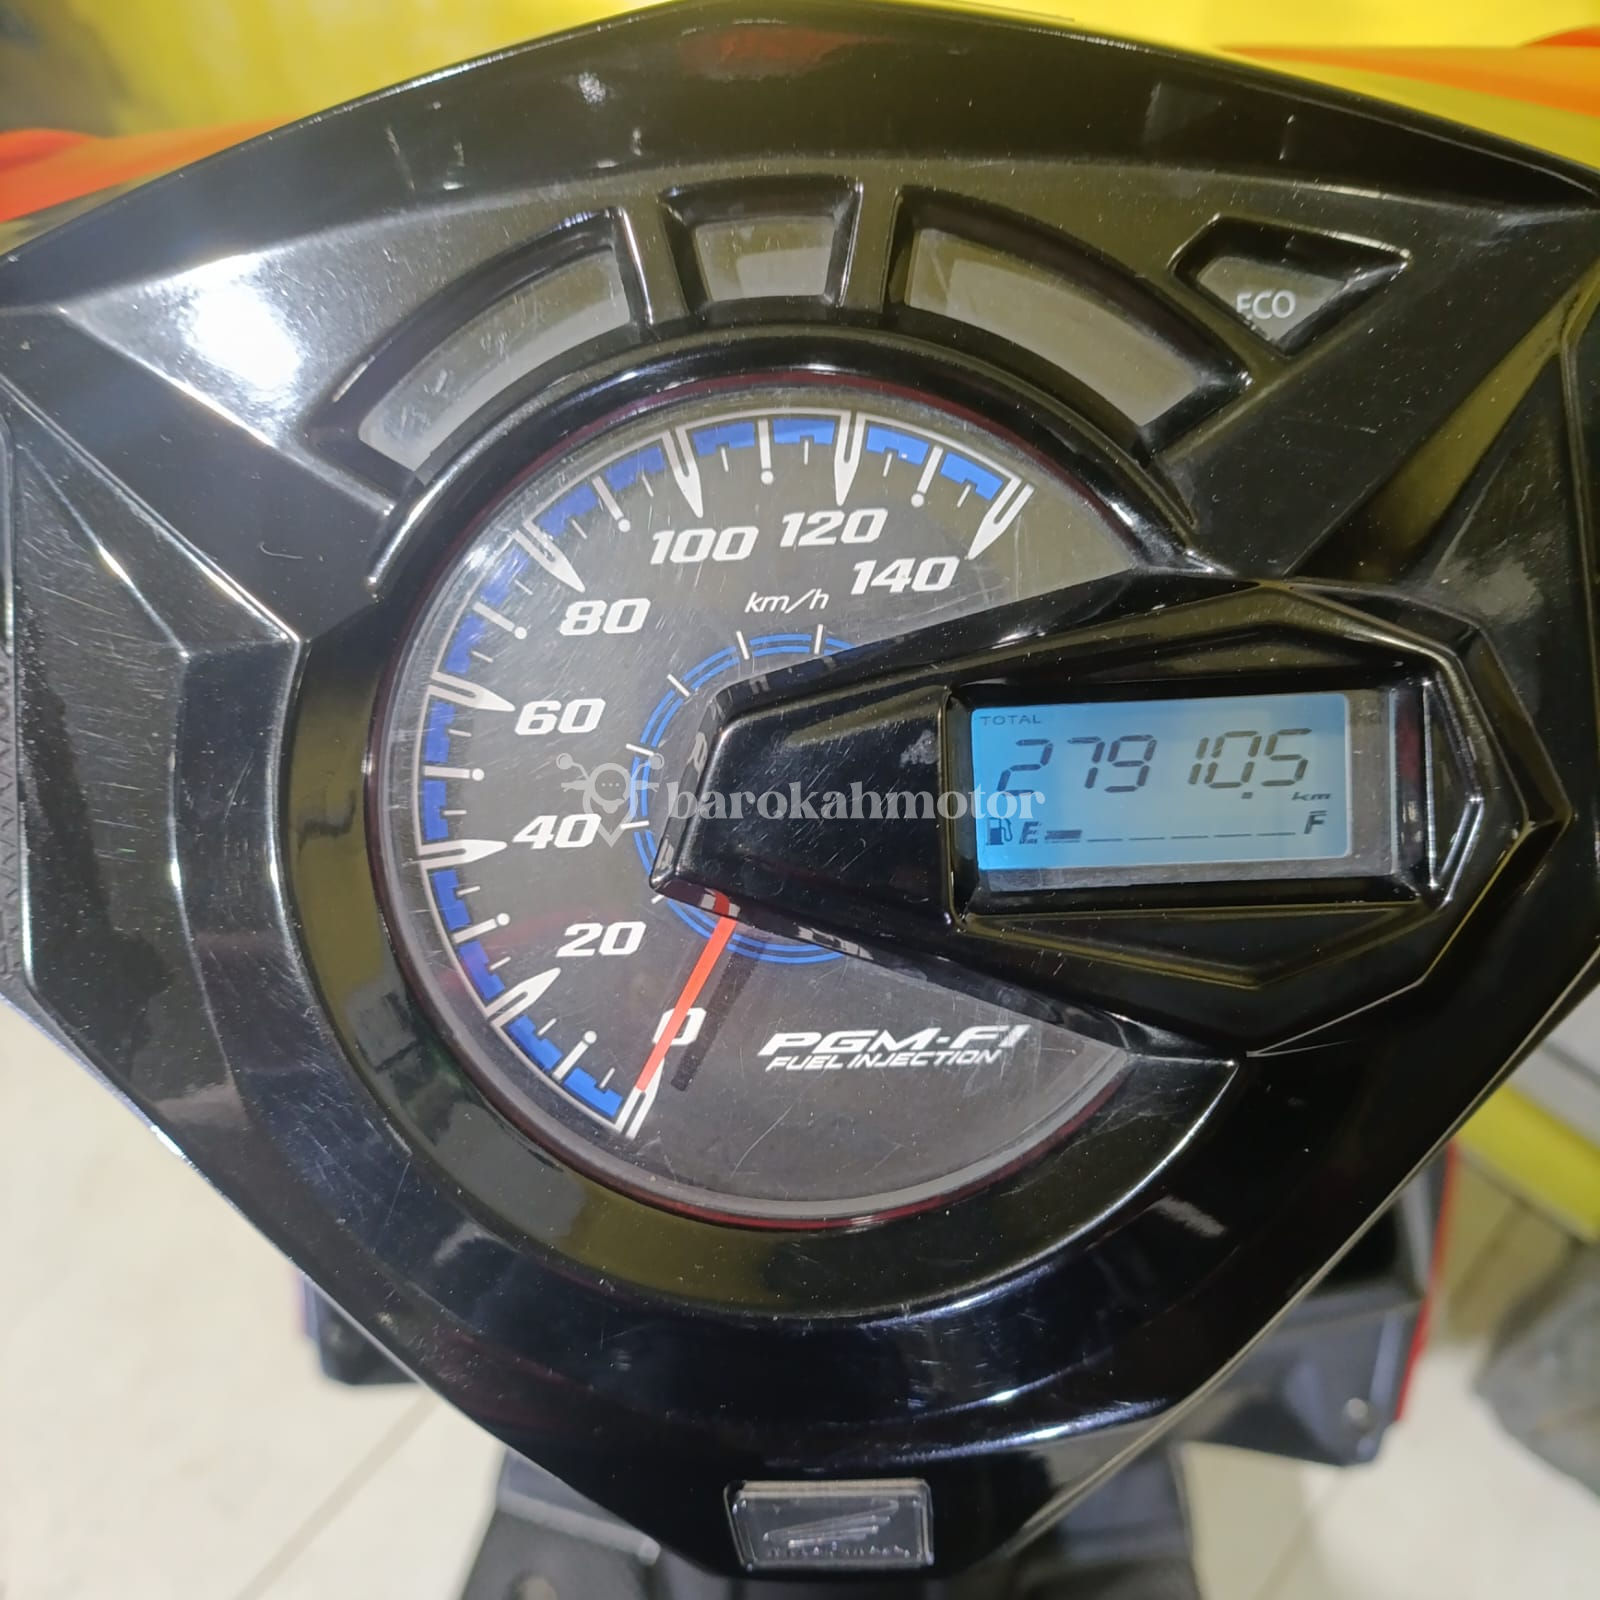 ECO
100 120
140
km/h
80
60
40
20
0
TOTAL
27910.5
km
E F
barokahmotor
PGM-FI
FUEL INJECTION